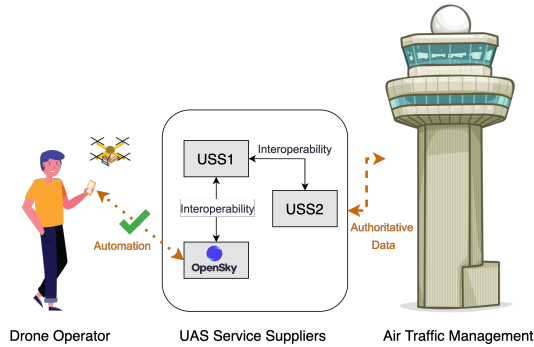 USS1
Interoperability
USS2
Interoperability
Automation
OpenSky
Authoritative
Data
Drone Operator
UAS Service Suppliers
Air Traffic Management